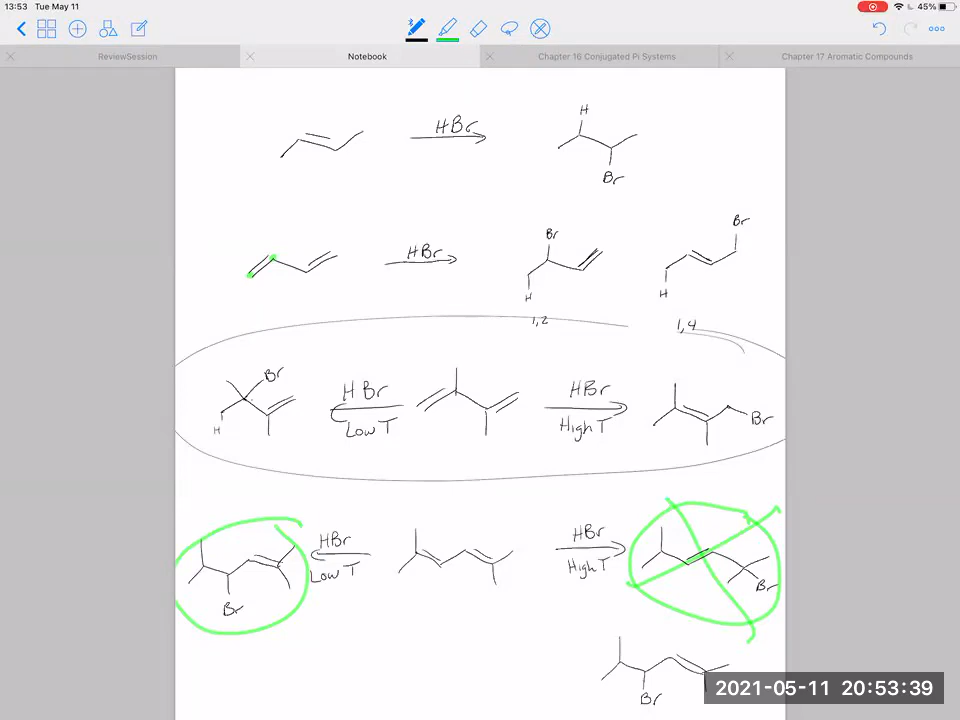 13:53 Tue May 11
45%
ReviewSession
Notebook
Chapter 16 Conjugated Pi Systems
Chapter 17 Aromatic Compounds
H
HBr
Br
Br
Br
HBr
H
H
1,2
1,4
Br
HBr
HBr
H
Low T
High T
Br
HBr
HBr
Low T
High T
Br
Br
Br
2021-05-11 20:53:39